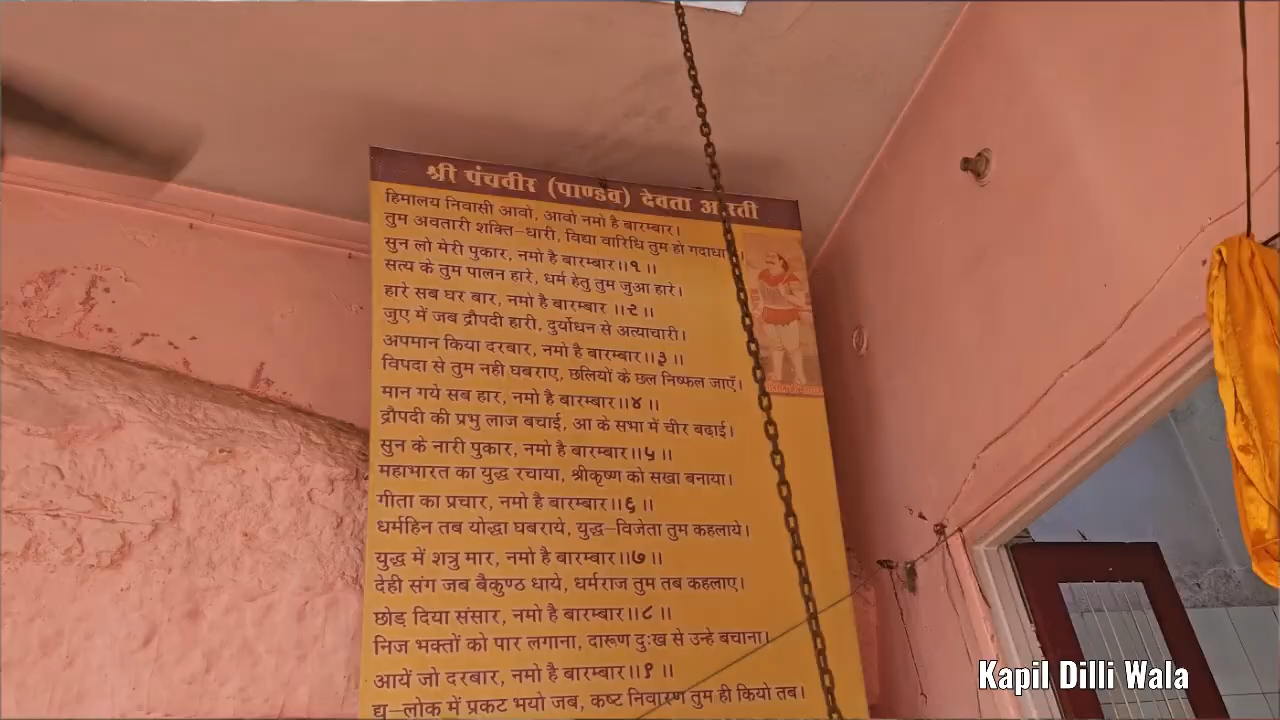 श्री पंचवीर (पाण्डव) देवता आरती
हिमालय निवासी आवो, आवो नमो है बारम्बार।
तुम अवतारी शक्ति–धारी, विद्या वारिधि तुम हो
सुन लो मेरी पुकार, नमो है बारम्बार॥१॥
सत्य के तुम पालन हारे, धर्म हेतु तुम जुआ हारे।
हारे सब घर बार, नमो है बारम्बार ॥२॥
जुए में जब द्रौपदी हारी, दुर्योधन से अत्याचारी।
अपमान किया दरबार, नमो है बारम्बार॥३॥
विपदा से तुम नही घबराए, छलियों के छल निष्फल जाएँ।
मान गये सब हार, नमो है बारम्बार॥४॥
द्रौपदी की प्रभु लाज बचाई, आ के सभा में चीर बढाई।
सुन के नारी पुकार, नमो है बारम्बार॥५॥
महाभारत का युद्ध रचाया, श्रीकृष्ण को सखा बनाया।
गीता का प्रचार, नमो है बारम्बार॥६॥
धर्महिन तब योद्धा घबराये, युद्ध–विजेता तुम कहलाये।
युद्ध में शत्रु मार, नमो है बारम्बार॥७॥
देही संग जब बैकुण्ठ धाये, धर्मराज तुम तब कहलाए।
छोड़ दिया संसार, नमो है बारम्बार॥८॥
निज भक्तों को पार लगाना, दारूण दुःख से उन्हे बचाना।
आयें जो दरबार, नमो है बारम्बार॥९॥
द्यु–लोक में प्रकट भयो जब, कष्ट निवारण तुम ही कियो तब।
Kapil Dilli Wala